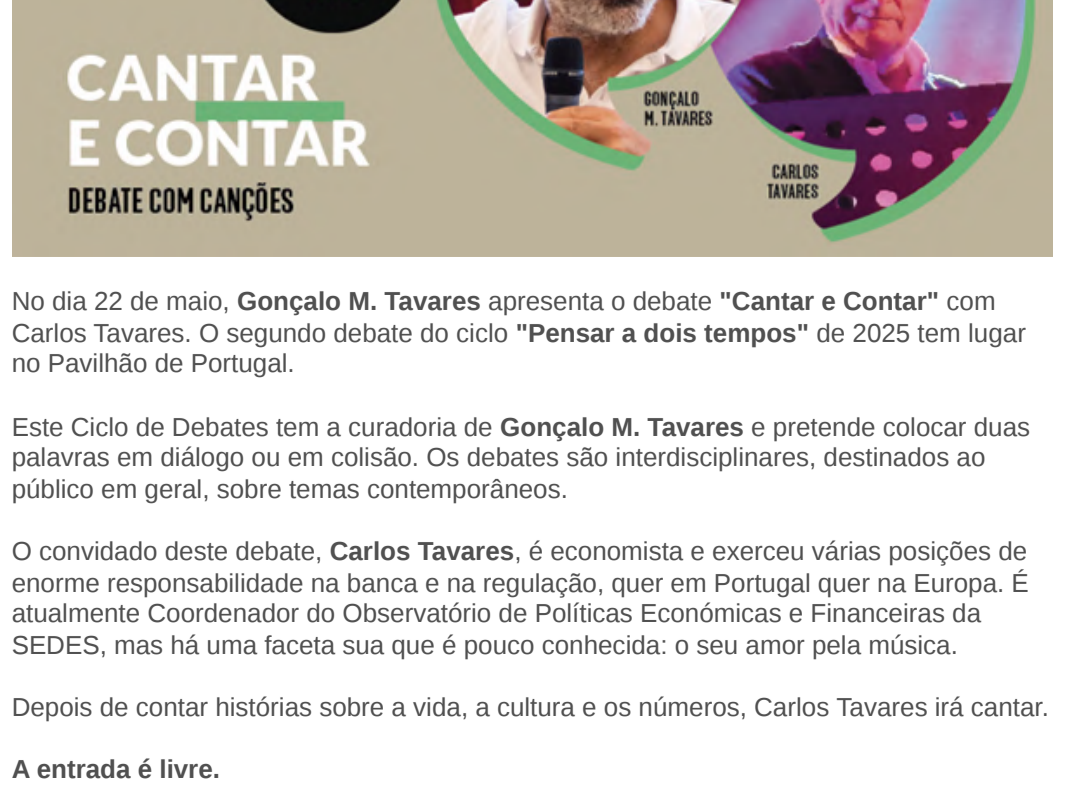 CANTAR
E CONTAR
DEBATE COM CANÇÕES
GONÇALO
M. TAVARES
CARLOS
TAVARES
No dia 22 de maio, Gonçalo M. Tavares apresenta o debate "Cantar e Contar" com
Carlos Tavares. O segundo debate do ciclo "Pensar a dois tempos" de 2025 tem lugar
no Pavilhão de Portugal.
Este Ciclo de Debates tem a curadoria de Gonçalo M. Tavares e pretende colocar duas
palavras em diálogo ou em colisão. Os debates são interdisciplinares, destinados ao
público em geral, sobre temas contemporâneos.
O convidado deste debate, Carlos Tavares, é economista e exerceu várias posições de
enorme responsabilidade na banca e na regulação, quer em Portugal quer na Europa. É
atualmente Coordenador do Observatório de Políticas Económicas e Financeiras da
SEDES, mas há uma faceta sua que é pouco conhecida: o seu amor pela música.
Depois de contar histórias sobre a vida, a cultura e os números, Carlos Tavares irá cantar.
A entrada é livre.